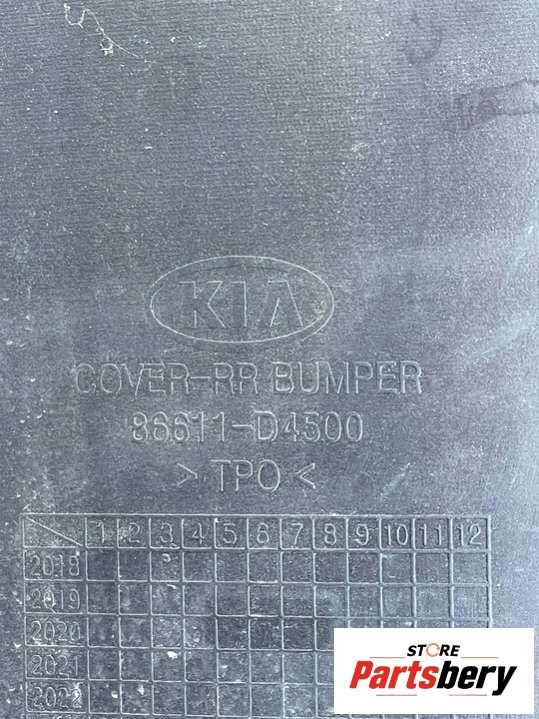 KIA
COVER-RR BUMPER
86611-D4500
> TPO <
1 2 3 4 5 6 7 8 9 10 11 12
2018
2019
2020
2021
2022
STORE
Partsbery